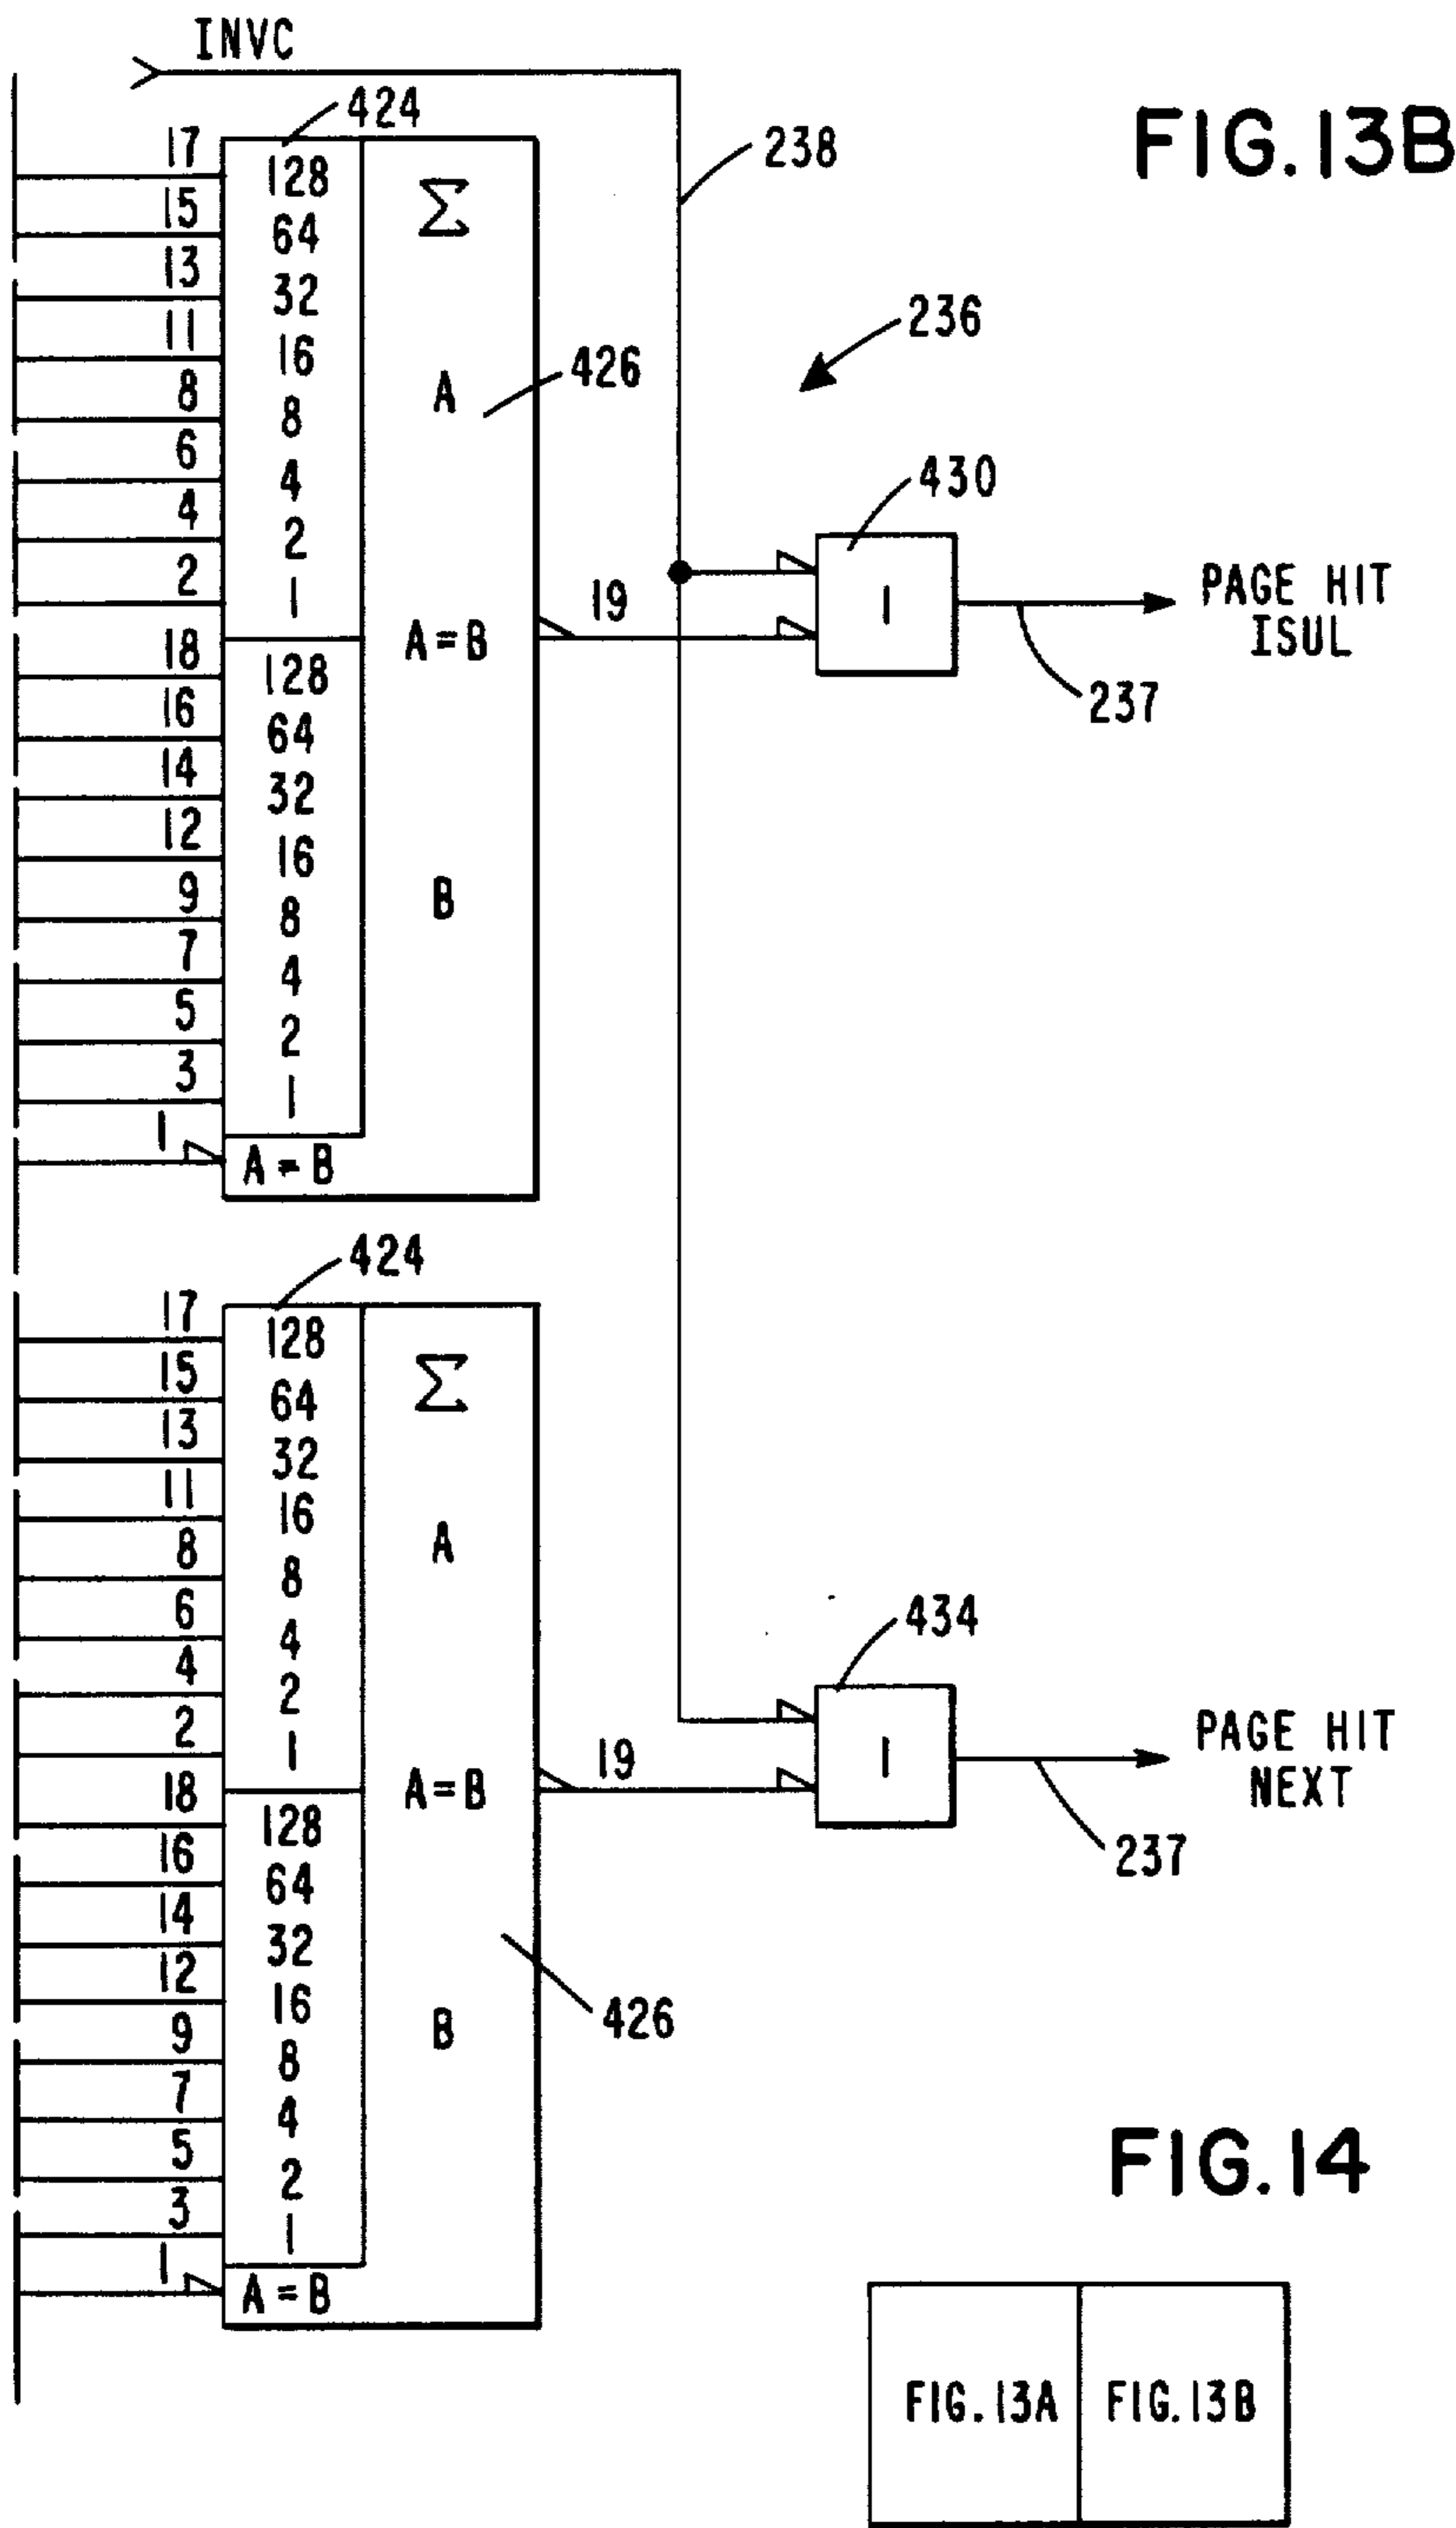 INVC
FIG.13B
424
238
17 128 Σ
15 64
13 32
236
11 16
8 8 A 426
6 4
430
4 2
2 1
A = B 19
1
PAGE HIT
ISUL
237
18 128
16 64
14 32
12 16
9 8 B
7 4
5 2
3 1
1 A = B
424
17 128 Σ
15 64
13 32
11 16 A
8 8
6 4
434
4 2
2 1
A = B 19
1
PAGE HIT
NEXT
237
18 128
16 64
14 32
12 16
426
9 8 B
7 4
5 2
3 1
1 A = B
FIG.14
FIG.13A FIG.13B